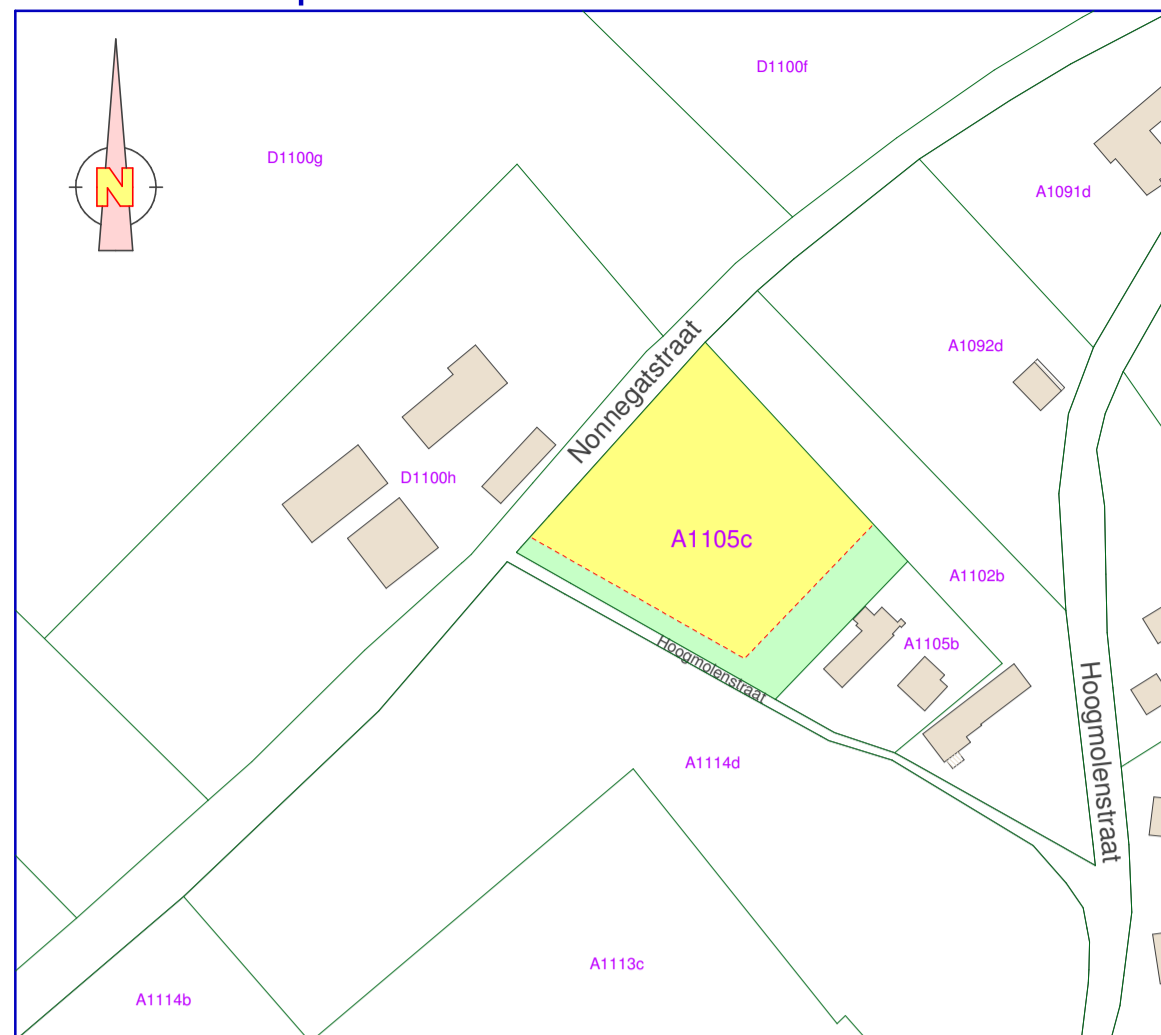 D1100f
D1100g
N
A1091d
Nonnegatstraat
A1092d
D1100h
A1105c
A1102b
A1105b
Hoogmolenstraat
Hoogmolenstraat
A1114d
A1113c
A1114b